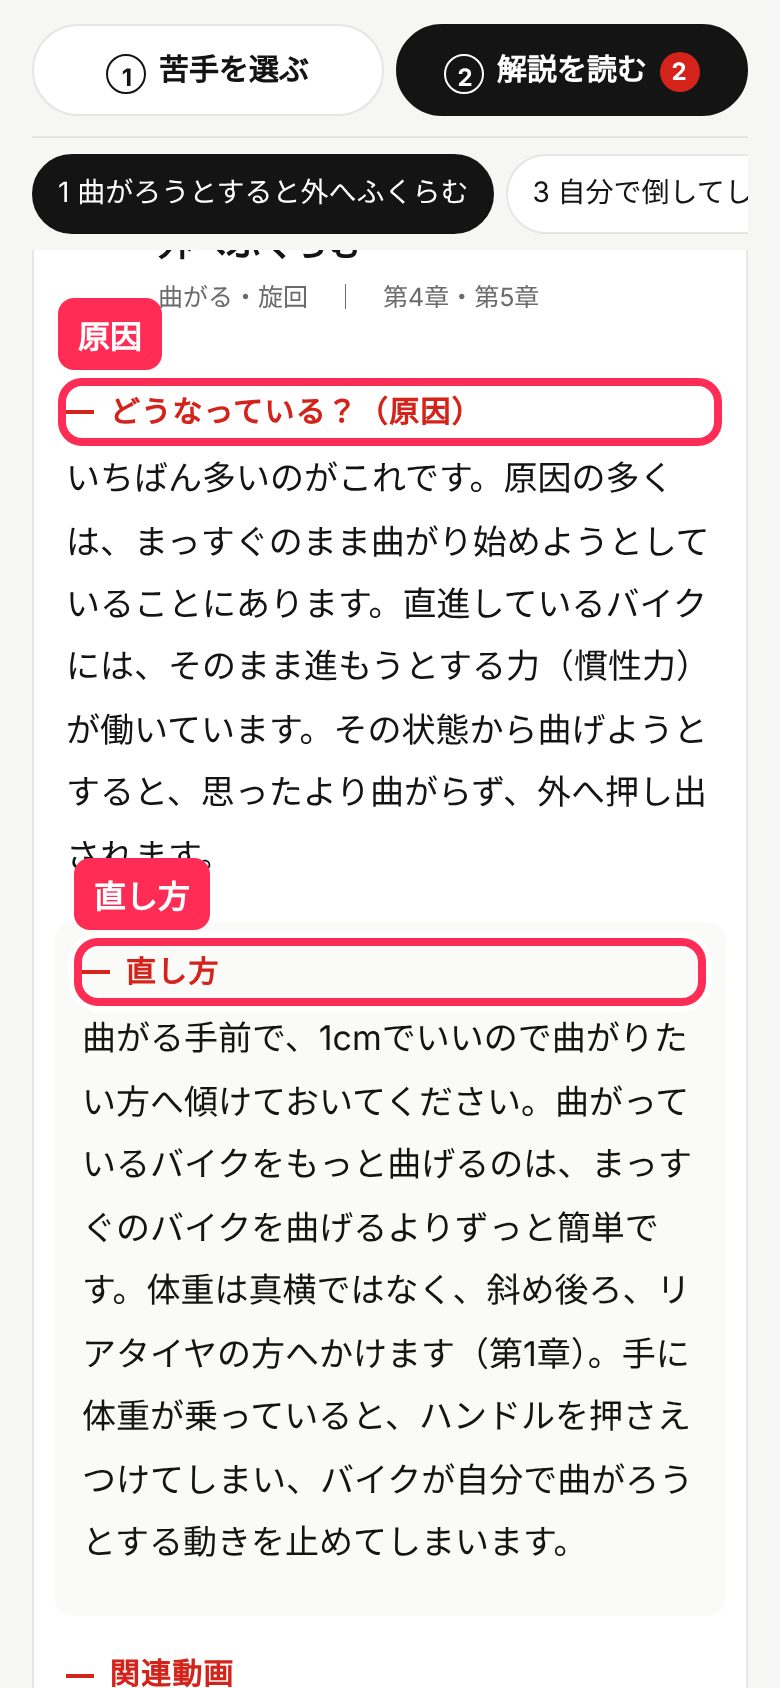 ① 苦手を選ぶ
② 解説を読む 2
1 曲がろうとすると外へふくらむ
3 自分で倒してし
外へふくらむ
曲がる・旋回 | 第4章・第5章
原因
どうなっている？（原因）
いちばん多いのがこれです。原因の多く
は、まっすぐのまま曲がり始めようとして
いることにあります。直進しているバイク
には、そのまま進もうとする力（慣性力）
が働いています。その状態から曲げようと
すると、思ったより曲がらず、外へ押し出
されます。
直し方
直し方
曲がる手前で、1cmでいいので曲がりた
い方へ傾けておいてください。曲がって
いるバイクをもっと曲げるのは、まっす
ぐのバイクを曲げるよりずっと簡単で
す。体重は真横ではなく、斜め後ろ、リ
アタイヤの方へかけます（第1章）。手に
体重が乗っていると、ハンドルを押さえ
つけてしまい、バイクが自分で曲がろう
とする動きを止めてしまいます。
関連動画